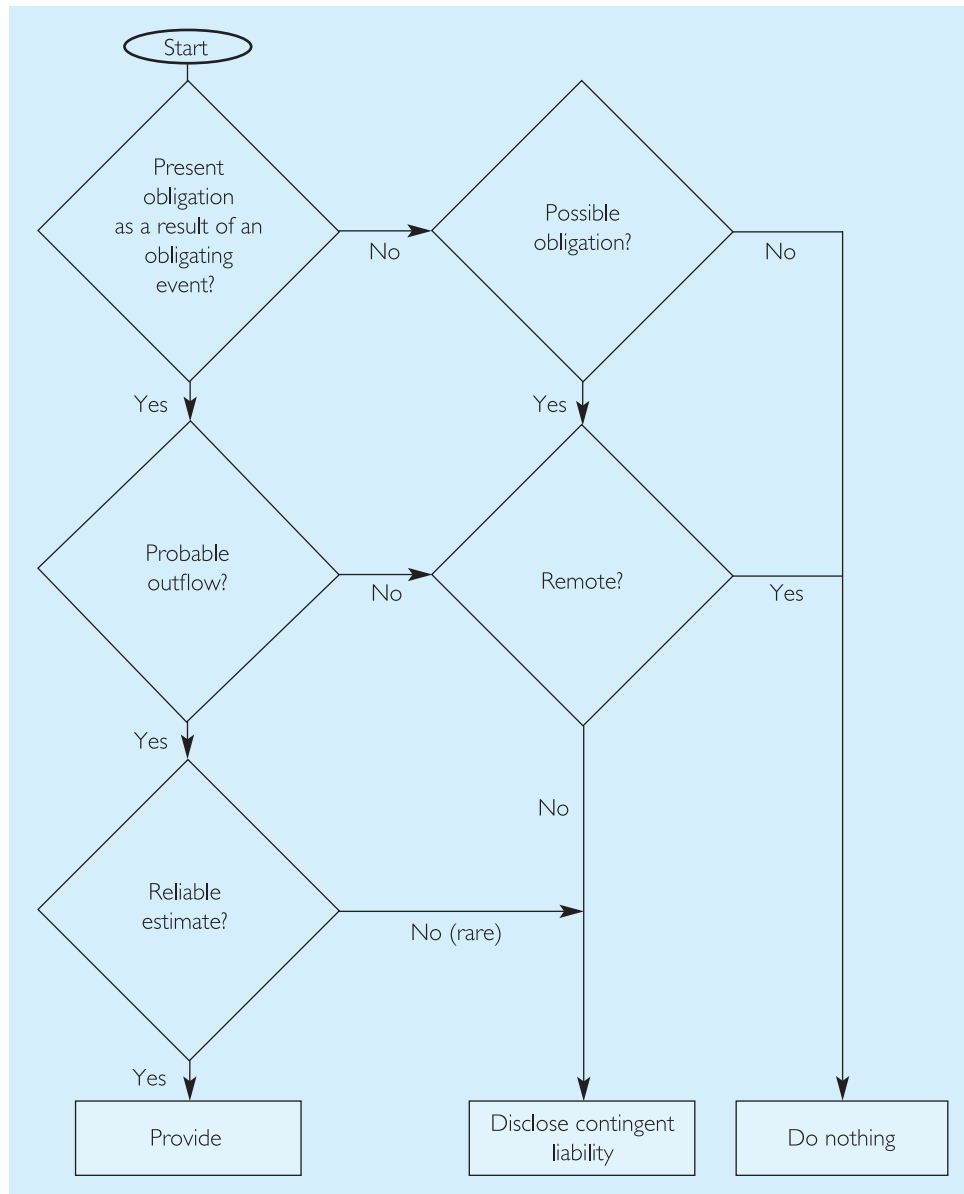 Start
Present
obligation
as a result of an
obligating
event?
No
Possible
obligation?
No
Yes
Yes
Probable
outflow?
No
Remote?
Yes
Yes
No
Reliable
estimate?
No (rare)
Yes
Provide
Disclose contingent
liability
Do nothing